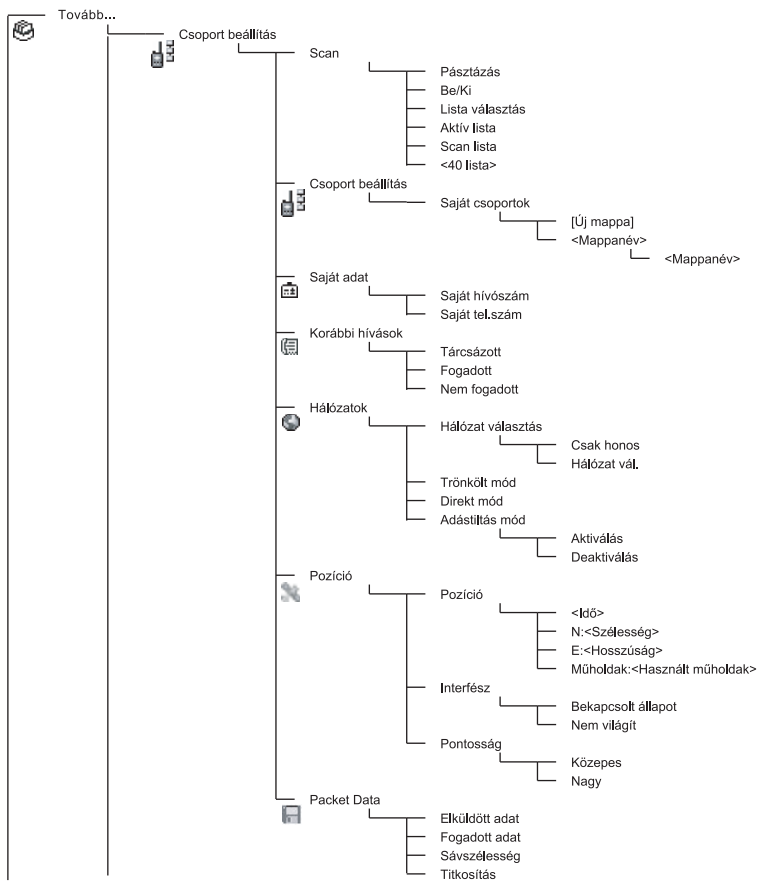 Tovább...
Csoport beállítás
Scan
Pásztázás
Be/Ki
Lista választás
Aktív lista
Scan lista
<40 lista>
Csoport beállítás
Saját csoportok
[Új mappa]
<Mappanév>
<Mappanév>
Saját adat
Saját hívószám
Saját tel.szám
Korábbi hívások
Tárcsázott
Fogadott
Nem fogadott
Hálózatok
Hálózat választás
Csak honos
Hálózat vál.
Trönkölt mód
Direkt mód
Adástiltás mód
Aktiválás
Deaktiválás
Pozíció
Pozíció
<Idő>
N:<Szélesség>
E:<Hosszúság>
Műholdak:<Használt műholdak>
Interfész
Bekapcsolt állapot
Nem világít
Pontosság
Közepes
Nagy
Packet Data
Elküldött adat
Fogadott adat
Sávszélesség
Titkosítás